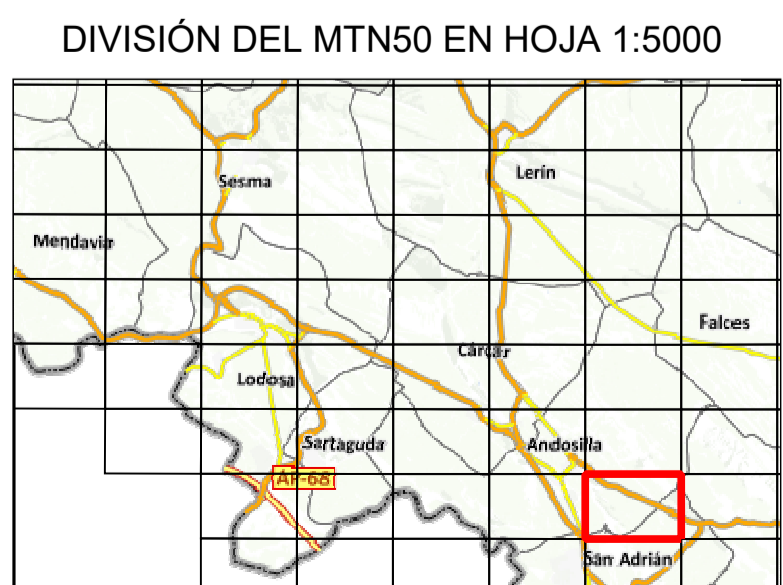 DIVISIÓN DEL MTN50 EN HOJA 1:5000
Lerín
Sesma
Mendavia
Falces
Cárcar
Lodosa
Sartaguda
Andosilla
AP-68
San Adrián